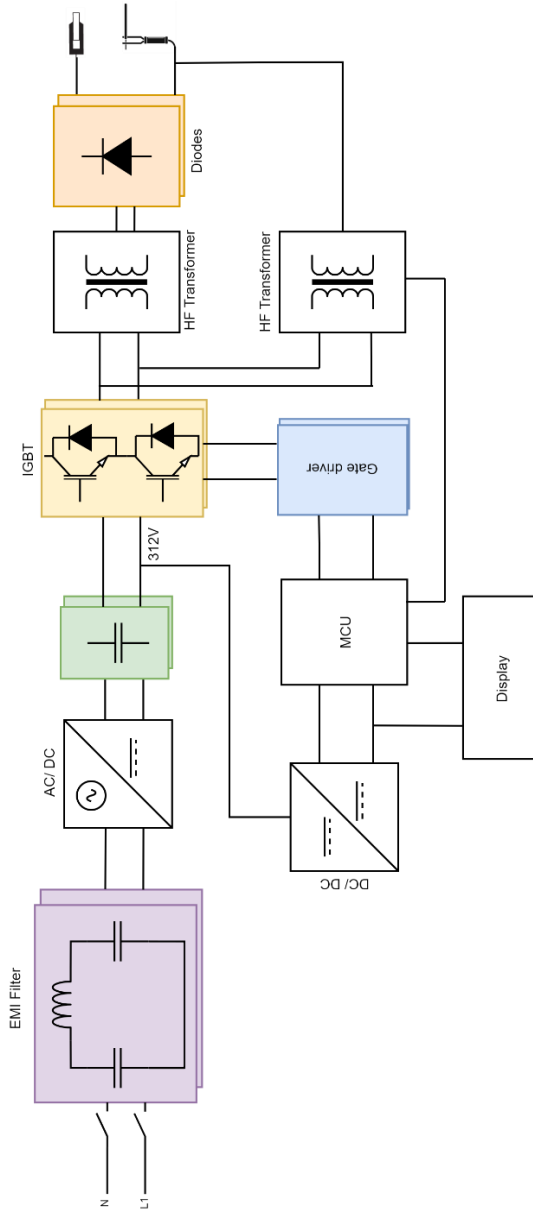 N
L1
EMI Filter
AC/ DC
312V
IGBT
HF Transformer
Diodes
DC/ DC
MCU
Gate driver
HF Transformer
Display